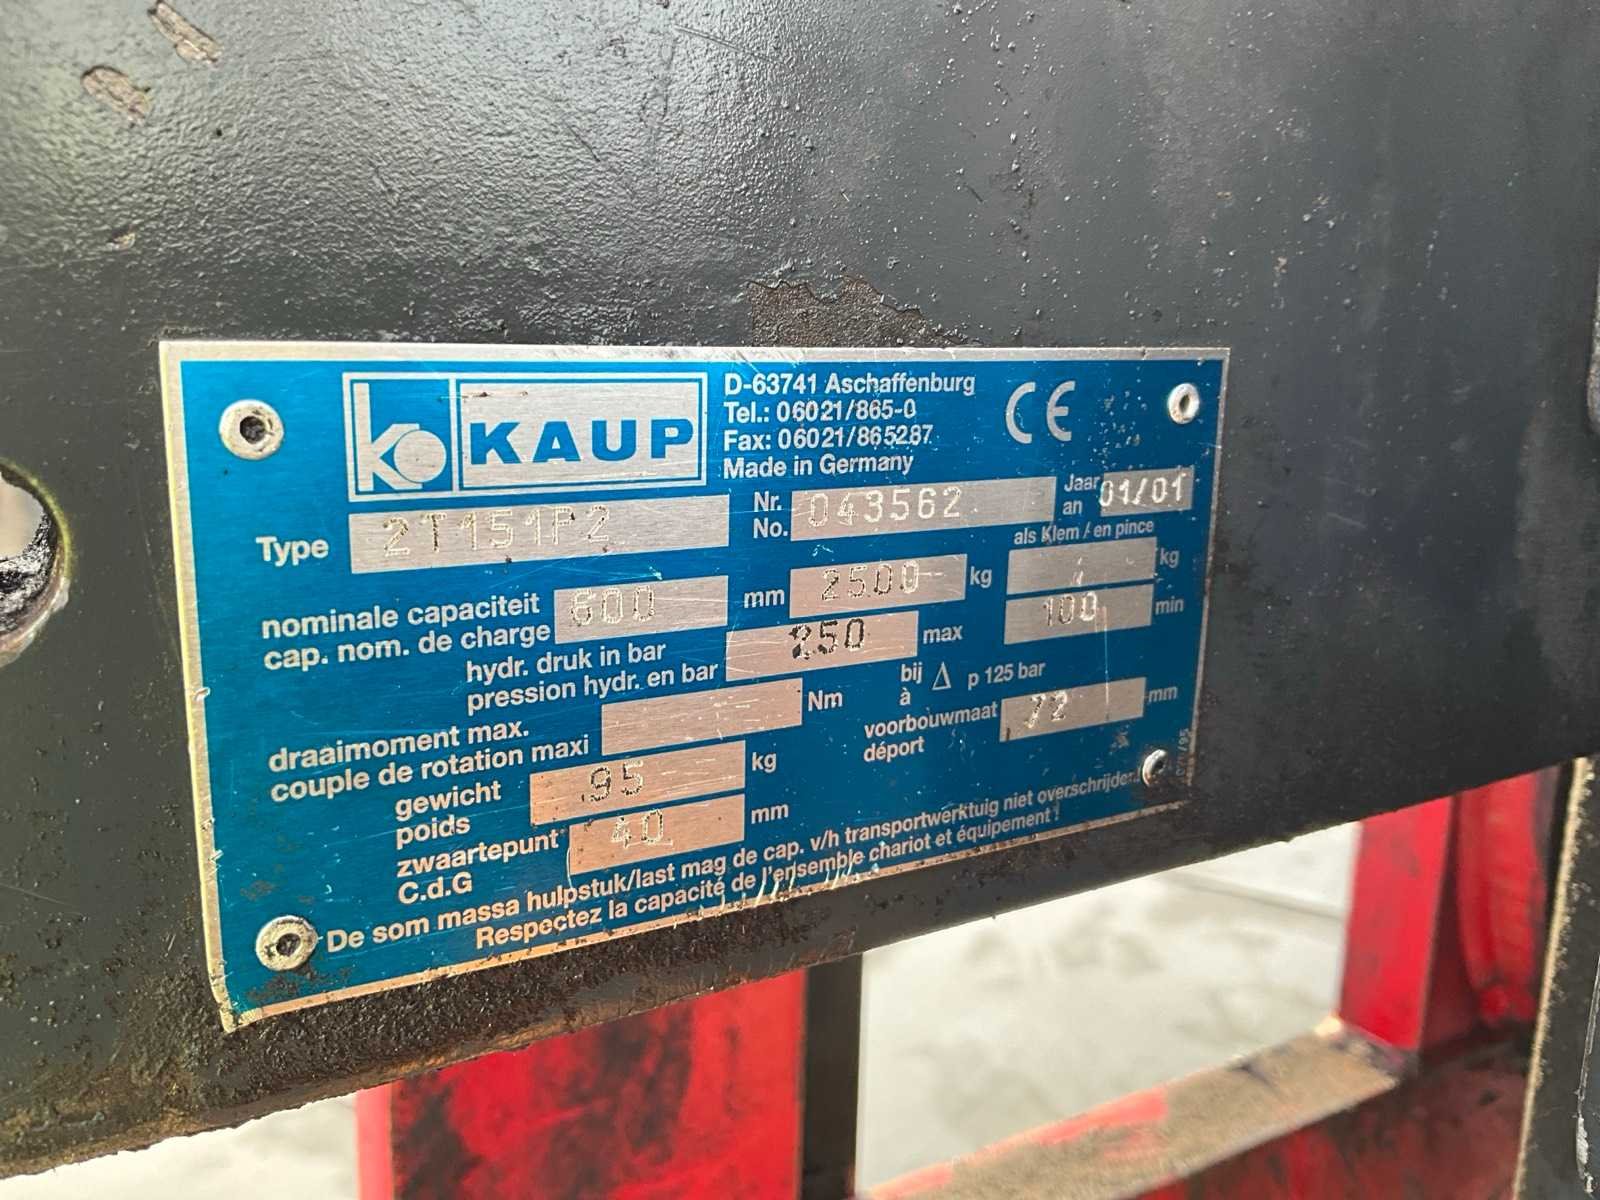 KAUP
D-63741 Aschaffenburg
Tel.: 06021/865-0
Fax: 06021/865287
Made in Germany
CE
Type 2T151P2
Nr. No. 043562
Jaar an 01/01
nominale capaciteit
cap. nom. de charge 600 mm 2500 kg
als Klem / en pince
kg
hydr. druk in bar
pression hydr. en bar 250 max 100 min
bij à Δ p 125 bar
draaimoment max.
couple de rotation maxi Nm
voorbouwmaat
déport 72 mm
gewicht
poids 95 kg
zwaartepunt
C.d.G 40 mm
De som massa hulpstuk/last mag de cap. v/h transportwerktuig niet overschrijden!
Respectez la capacité de l'ensemble chariot et équipement!